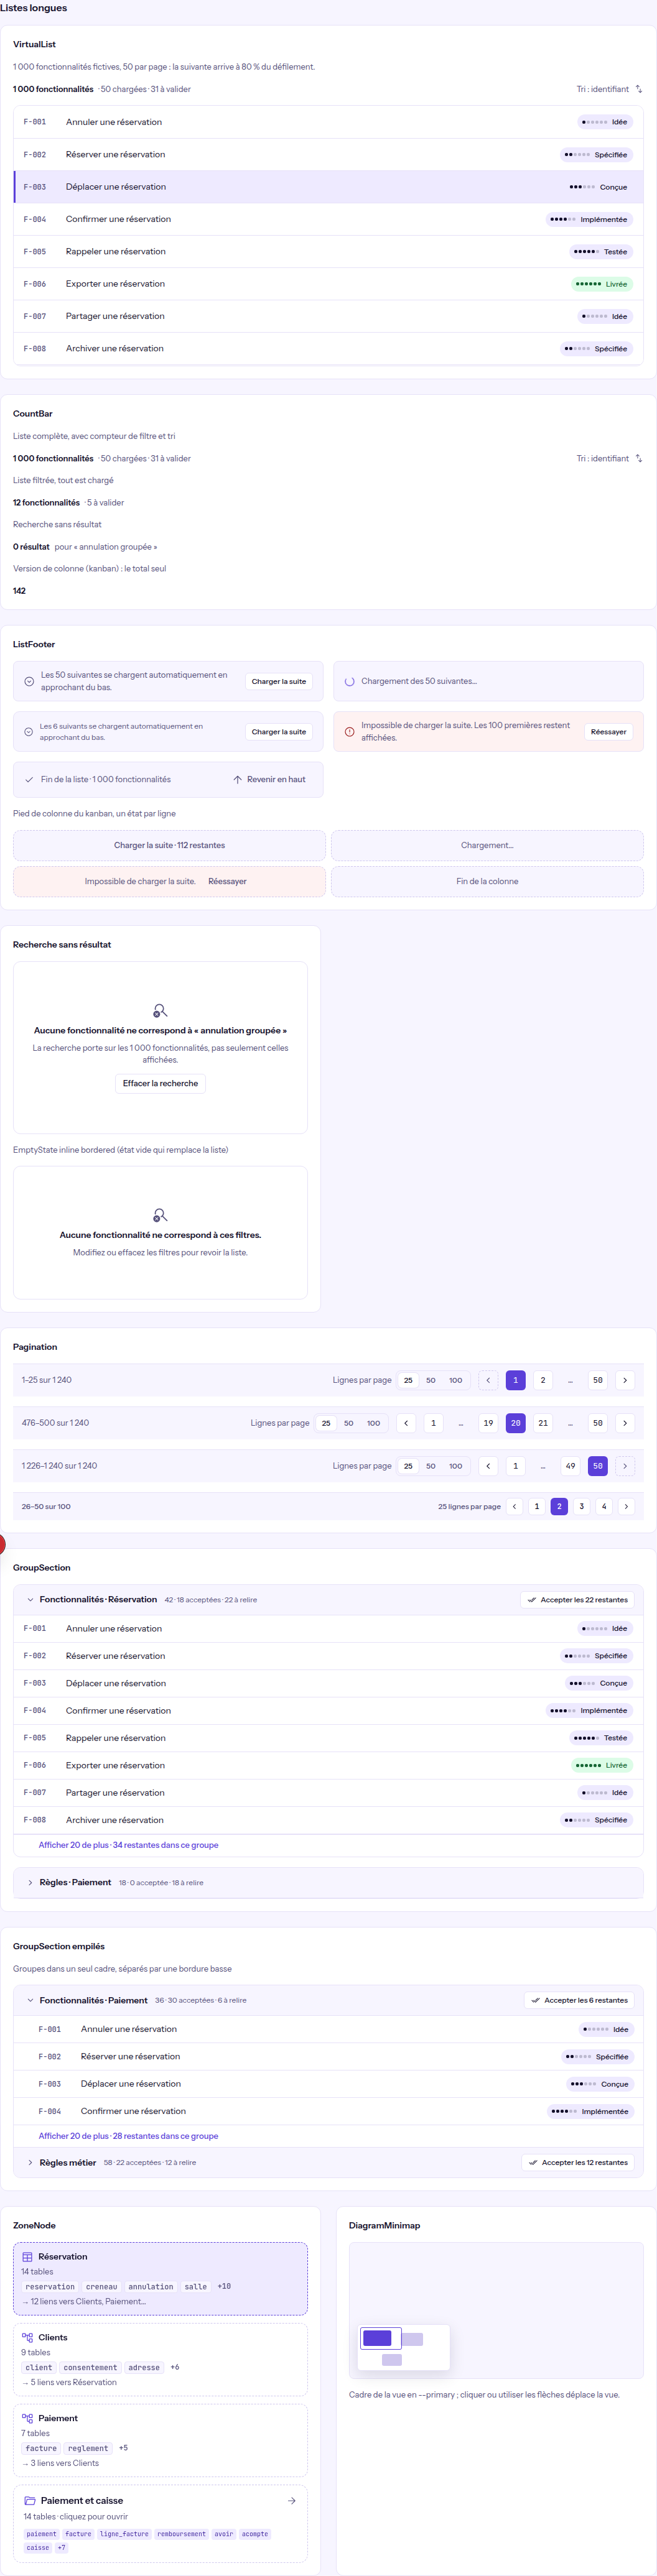 Listes longues
VirtualList
1 000 fonctionnalités fictives, 50 par page : la suivante arrive à 80 % du défilement.
1 000 fonctionnalités · 50 chargées · 31 à valider Tri : identifiant
F-001 Annuler une réservation Idée
F-002 Réserver une réservation Spécifiée
F-003 Déplacer une réservation Conçue
F-004 Confirmer une réservation Implémentée
F-005 Rappeler une réservation Testée
F-006 Exporter une réservation Livrée
F-007 Partager une réservation Idée
F-008 Archiver une réservation Spécifiée
CountBar
Liste complète, avec compteur de filtre et tri
1 000 fonctionnalités · 50 chargées · 31 à valider Tri : identifiant
Liste filtrée, tout est chargé
12 fonctionnalités · 5 à valider
Recherche sans résultat
0 résultat pour « annulation groupée »
Version de colonne (kanban) : le total seul
142
ListFooter
Les 50 suivantes se chargent automatiquement en
approchant du bas.
Charger la suite
Chargement des 50 suivantes…
Les 6 suivants se chargent automatiquement en
approchant du bas.
Charger la suite
Impossible de charger la suite. Les 100 premières restent
affichées.
Réessayer
Fin de la liste · 1 000 fonctionnalités Revenir en haut
Pied de colonne du kanban, un état par ligne
Charger la suite · 112 restantes Chargement…
Impossible de charger la suite. Réessayer Fin de la colonne
Recherche sans résultat
Aucune fonctionnalité ne correspond à « annulation groupée »
La recherche porte sur les 1 000 fonctionnalités, pas seulement celles
affichées.
Effacer la recherche
EmptyState inline bordered (état vide qui remplace la liste)
Aucune fonctionnalité ne correspond à ces filtres.
Modifiez ou effacez les filtres pour revoir la liste.
Pagination
1–25 sur 1 240 Lignes par page 25 50 100 1 2 … 50
476–500 sur 1 240 Lignes par page 25 50 100 1 … 19 20 21 … 50
1 226–1 240 sur 1 240 Lignes par page 25 50 100 1 … 49 50
26–50 sur 100 25 lignes par page 1 2 3 4
GroupSection
Fonctionnalités · Réservation 42 · 18 acceptées · 22 à relire Accepter les 22 restantes
F-001 Annuler une réservation Idée
F-002 Réserver une réservation Spécifiée
F-003 Déplacer une réservation Conçue
F-004 Confirmer une réservation Implémentée
F-005 Rappeler une réservation Testée
F-006 Exporter une réservation Livrée
F-007 Partager une réservation Idée
F-008 Archiver une réservation Spécifiée
Afficher 20 de plus · 34 restantes dans ce groupe
Règles · Paiement 18 · 0 acceptée · 18 à relire
GroupSection empilés
Groupes dans un seul cadre, séparés par une bordure basse
Fonctionnalités · Paiement 36 · 30 acceptées · 6 à relire Accepter les 6 restantes
F-001 Annuler une réservation Idée
F-002 Réserver une réservation Spécifiée
F-003 Déplacer une réservation Conçue
F-004 Confirmer une réservation Implémentée
Afficher 20 de plus · 28 restantes dans ce groupe
Règles métier 58 · 22 acceptées · 12 à relire Accepter les 12 restantes
ZoneNode
Réservation
14 tables
reservation creneau annulation salle +10
→ 12 liens vers Clients, Paiement…
Clients
9 tables
client consentement adresse +6
→ 5 liens vers Réservation
Paiement
7 tables
facture reglement +5
→ 3 liens vers Clients
Paiement et caisse
14 tables · cliquez pour ouvrir
paiement facture ligne_facture remboursement avoir acompte
caisse +7
DiagramMinimap
Cadre de la vue en --primary ; cliquer ou utiliser les flèches déplace la vue.